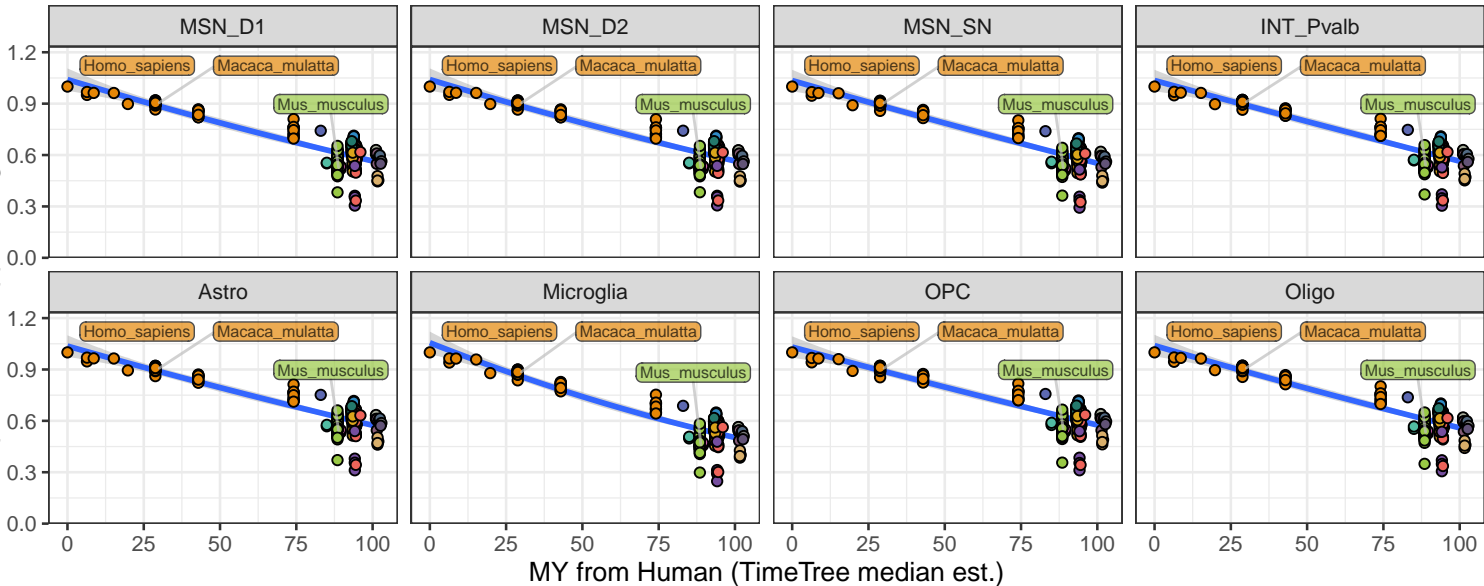 MSN_D1 MSN_D2 MSN_SN INT_Pvalb
1.2
Homo_sapiens Macaca_mulatta Homo_sapiens Macaca_mulatta Homo_sapiens Macaca_mulatta Homo_sapiens Macaca_mulatta
0.9
Mus_musculus Mus_musculus Mus_musculus Mus_musculus
0.6
0.3
0.0
Astro Microglia OPC Oligo
1.2
Homo_sapiens Macaca_mulatta Homo_sapiens Macaca_mulatta Homo_sapiens Macaca_mulatta Homo_sapiens Macaca_mulatta
0.9
Mus_musculus Mus_musculus Mus_musculus Mus_musculus
0.6
0.3
0.0
0 25 50 75 100 0 25 50 75 100 0 25 50 75 100 0 25 50 75 100
MY from Human (TimeTree median est.)